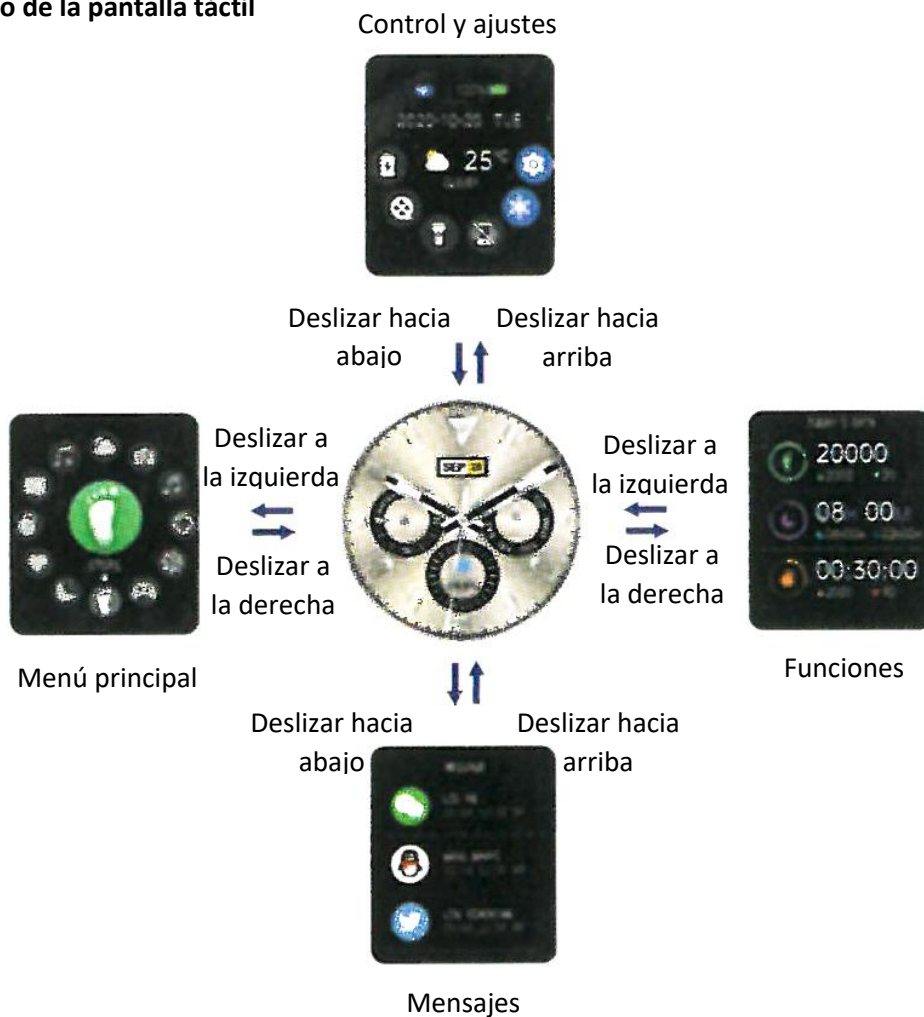 o de la pantalla táctil
Control y ajustes
25
Deslizar hacia
abajo
Deslizar hacia
arriba
Deslizar a
la izquierda
Deslizar a
la derecha
SEP
Deslizar a
la izquierda
Deslizar a
la derecha
20000
08 00
00:30:00
Menú principal
Funciones
Deslizar hacia
abajo
Deslizar hacia
arriba
Mensajes